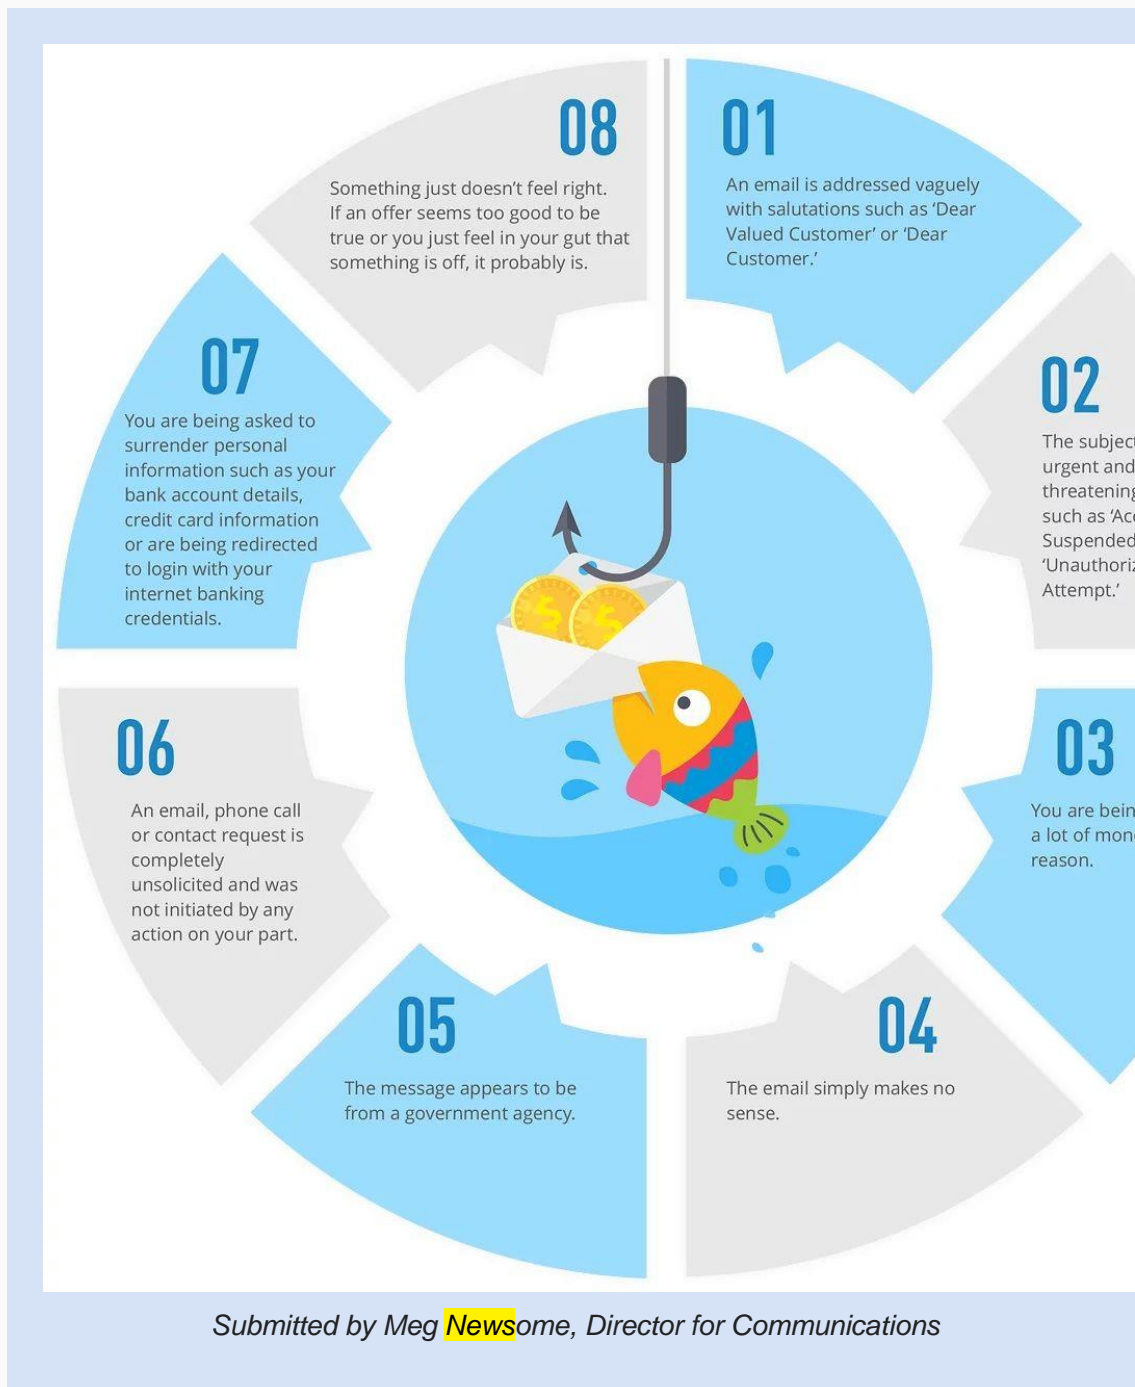 08
Something just doesn’t feel right.
If an offer seems too good to be
true or you just feel in your gut that
something is off, it probably is.
01
An email is addressed vaguely
with salutations such as ‘Dear
Valued Customer’ or ‘Dear
Customer.’
02
The subject
urgent and
threatening
such as
Suspended
Attempt.’
03
You are
a lot of
reason.
04
The email simply makes no
sense.
05
The message appears to be
from a government agency.
06
An email, phone call
or contact request is
completely
unsolicited and was
not initiated by any
action on your part.
07
You are being asked to
surrender personal
information such as your
bank account details,
credit card information
or are being redirected
to login with your
internet banking
credentials.
Submitted by Meg Newsome, Director for Communications